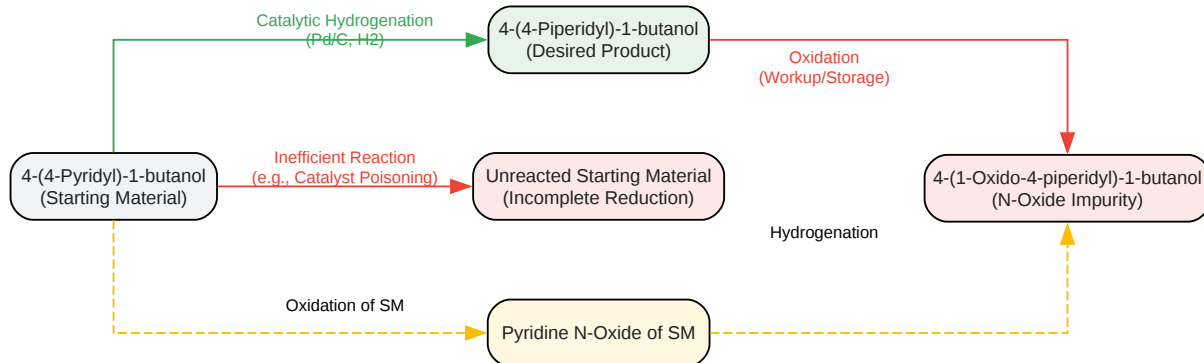 Catalytic Hydrogenation
(Pd/C, H2)
4-(4-Piperidyl)-1-butanol
(Desired Product)
Oxidation
(Workup/Storage)
4-(4-Pyridyl)-1-butanol
(Starting Material)
Inefficient Reaction
(e.g., Catalyst Poisoning)
Unreacted Starting Material
(Incomplete Reduction)
4-(1-Oxido-4-piperidyl)-1-butanol
(N-Oxide Impurity)
Hydrogenation
Oxidation of SM
Pyridine N-Oxide of SM